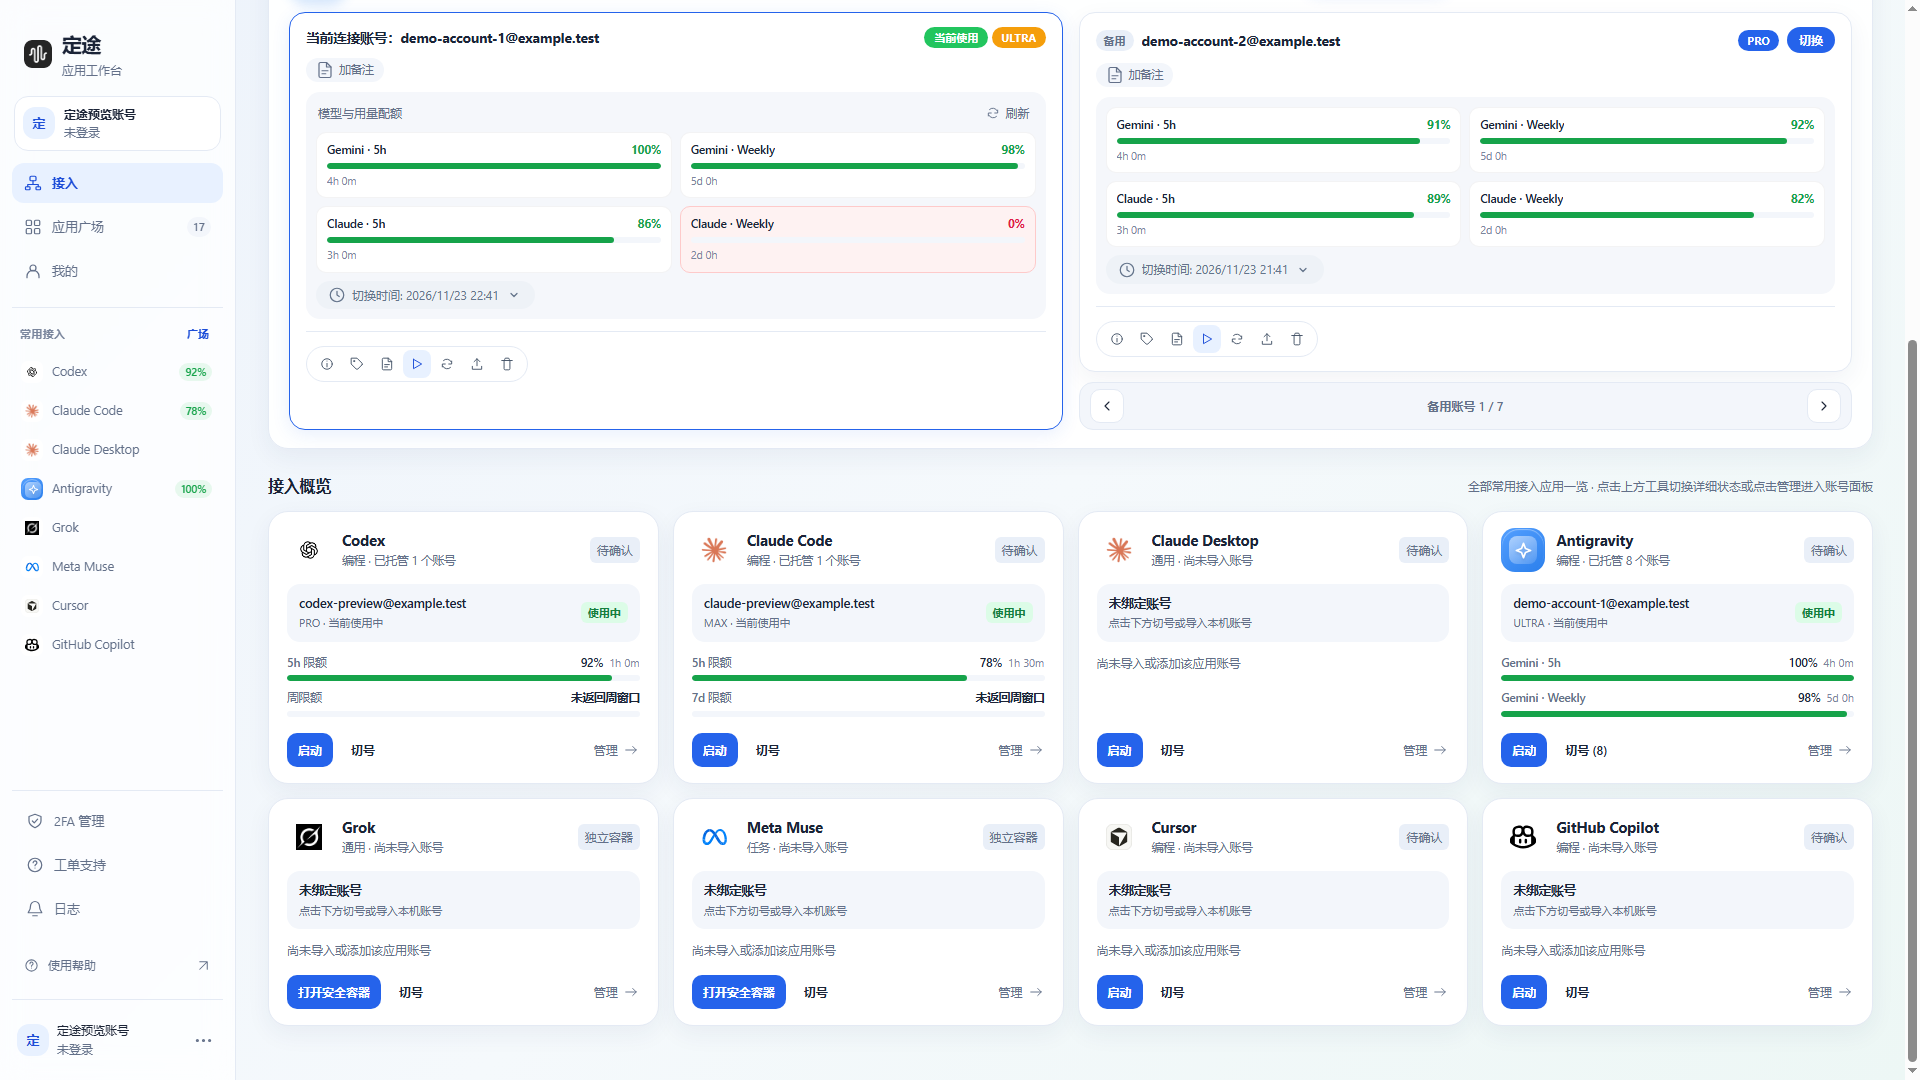 定途
应用工作台
定 定途预览账号
未登录
接入
应用广场 17
我的
常用接入 广场
Codex 92%
Claude Code 78%
Claude Desktop
Antigravity 100%
Grok
Meta Muse
Cursor
GitHub Copilot
2FA 管理
工单支持
日志
使用帮助
定 定途预览账号
未登录
当前连接账号：demo-account-1@example.test 当前使用 ULTRA
加备注
模型与用量配额 刷新
Gemini · 5h 100%
4h 0m
Gemini · Weekly 98%
5d 0h
Claude · 5h 86%
3h 0m
Claude · Weekly 0%
2d 0h
切换时间: 2026/11/23 22:41
备用 demo-account-2@example.test PRO 切换
加备注
Gemini · 5h 91%
4h 0m
Gemini · Weekly 92%
5d 0h
Claude · 5h 89%
3h 0m
Claude · Weekly 82%
2d 0h
切换时间: 2026/11/23 21:41
备用账号 1 / 7
接入概览 全部常用接入应用一览 · 点击上方工具切换详细状态或点击管理进入账号面板
Codex 待确认
编程 · 已托管 1 个账号
codex-preview@example.test 使用中
PRO · 当前使用中
5h 限额 92% 1h 0m
周限额 未返回周窗口
启动 切号 管理
Claude Code 待确认
编程 · 已托管 1 个账号
claude-preview@example.test 使用中
MAX · 当前使用中
5h 限额 78% 1h 30m
7d 限额 未返回周窗口
启动 切号 管理
Claude Desktop 待确认
通用 · 尚未导入账号
未绑定账号
点击下方切号或导入本机账号
尚未导入或添加该应用账号
启动 切号 管理
Antigravity 待确认
编程 · 已托管 8 个账号
demo-account-1@example.test 使用中
ULTRA · 当前使用中
Gemini · 5h 100% 4h 0m
Gemini · Weekly 98% 5d 0h
启动 切号 (8) 管理
Grok 独立容器
通用 · 尚未导入账号
未绑定账号
点击下方切号或导入本机账号
尚未导入或添加该应用账号
打开安全容器 切号 管理
Meta Muse 独立容器
任务 · 尚未导入账号
未绑定账号
点击下方切号或导入本机账号
尚未导入或添加该应用账号
打开安全容器 切号 管理
Cursor 待确认
编程 · 尚未导入账号
未绑定账号
点击下方切号或导入本机账号
尚未导入或添加该应用账号
启动 切号 管理
GitHub Copilot 待确认
编程 · 尚未导入账号
未绑定账号
点击下方切号或导入本机账号
尚未导入或添加该应用账号
启动 切号 管理